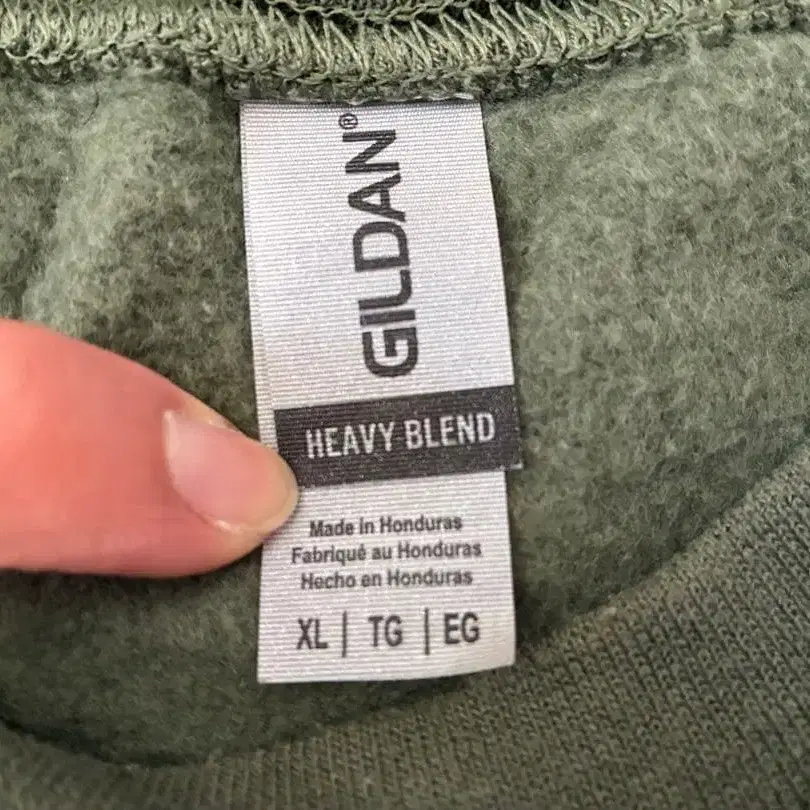 GILDAN®
HEAVY BLEND
Made in Honduras
Fabriqué au Honduras
Hecho en Honduras
XL | TG | EG